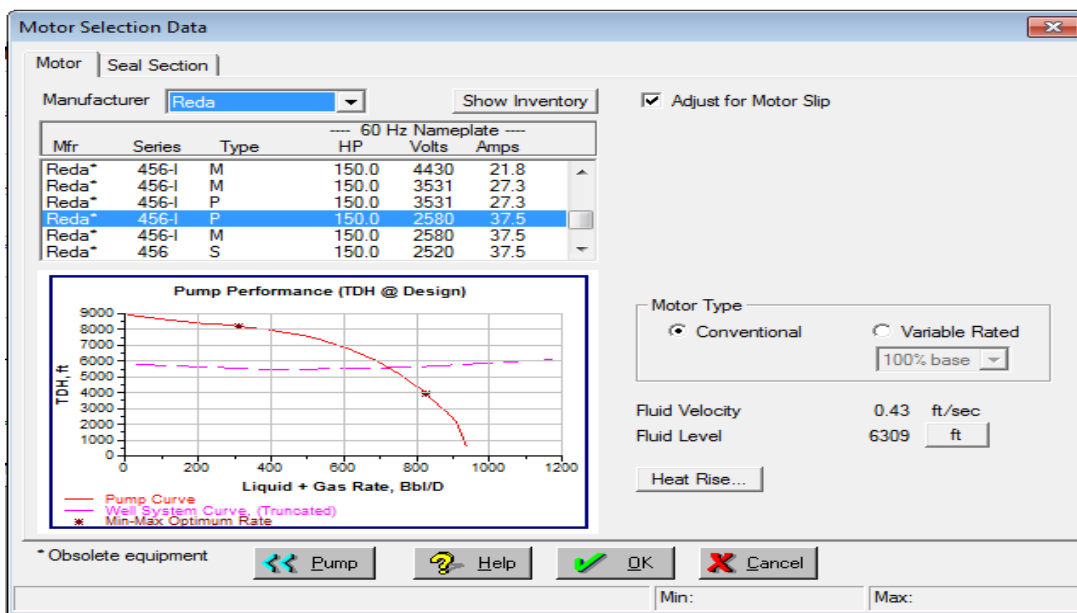 Motor Selection Data
Motor Seal Section
Manufacturer Reda Show Inventory Adjust for Motor Slip
---- 60 Hz Nameplate ----
Mfr Series Type HP Volts Amps
Reda* 456-I M 150.0 4430 21.8
Reda* 456-I M 150.0 3531 27.3
Reda* 456-I P 150.0 3531 27.3
Reda* 456-I P 150.0 2580 37.5
Reda* 456-I M 150.0 2580 37.5
Reda* 456 S 150.0 2520 37.5
Pump Performance (TDH @ Design)
9000
8000
7000
6000
5000
4000
3000
2000
1000
0
TDH, ft
0 200 400 600 800 1000 1200
Liquid + Gas Rate, Bbl/D
Pump Curve
Well System Curve, (Truncated)
Min-Max Optimum Rate
Motor Type
Conventional Variable Rated
100% base
Fluid Velocity 0.43 ft/sec
Fluid Level 6309 ft
Heat Rise...
* Obsolete equipment Pump Help OK Cancel
Min: Max: